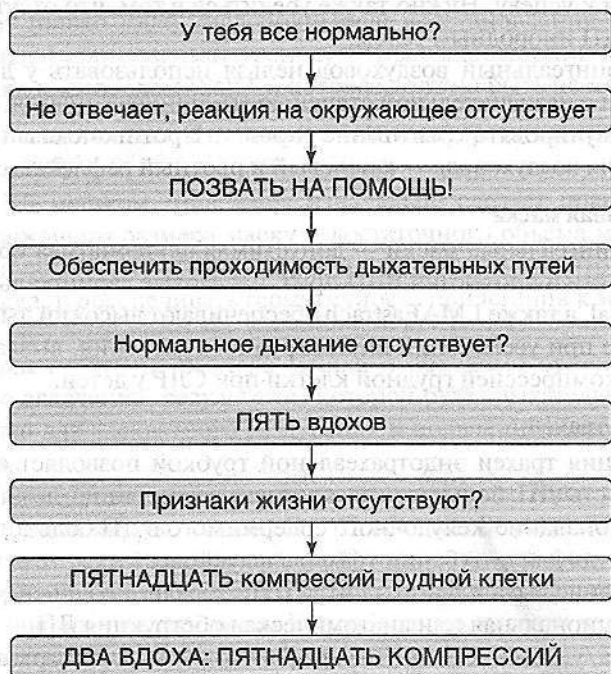 У тебя все нормально?
Не отвечает, реакция на окружающее отсутствует
ПОЗВАТЬ НА ПОМОЩЬ!
Обеспечить проходимость дыхательных путей
Нормальное дыхание отсутствует?
ПЯТЬ вдохов
Признаки жизни отсутствуют?
ПЯТНАДЦАТЬ компрессий грудной клетки
ДВА ВДОХА: ПЯТНАДЦАТЬ КОМПРЕССИЙ